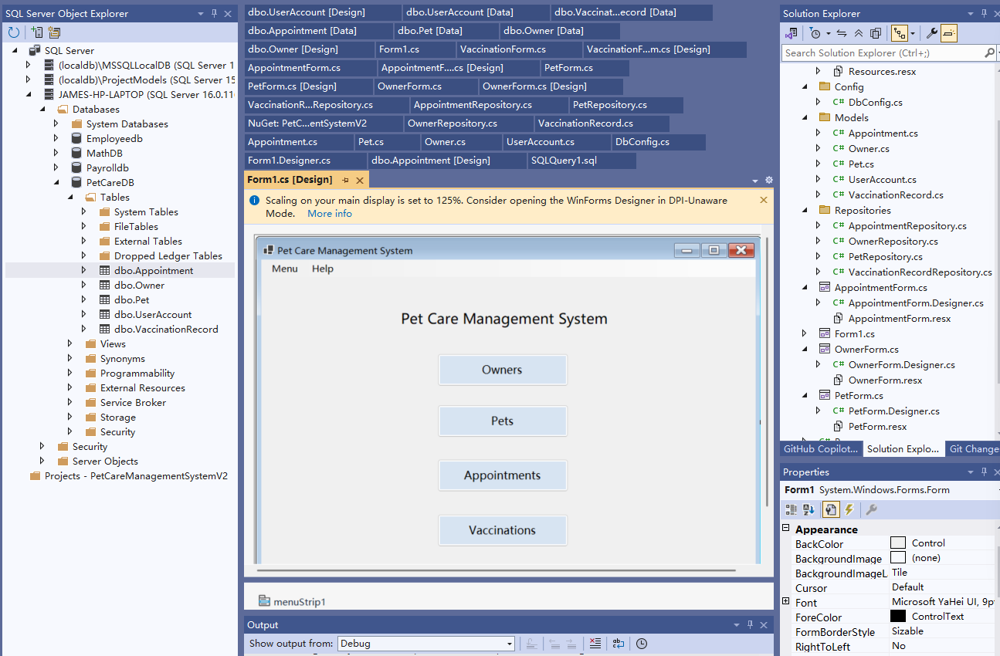 SQL Server Object Explorer
SQL Server
(localdb)\MSSQLLocalDB (SQL Server 1
(localdb)\ProjectModels (SQL Server 15
JAMES-HP-LAPTOP (SQL Server 16.0.11
Databases
System Databases
Employeedb
MathDB
Payrolldb
PetCareDB
Tables
System Tables
FileTables
External Tables
Dropped Ledger Tables
dbo.Appointment
dbo.Owner
dbo.Pet
dbo.UserAccount
dbo.VaccinationRecord
Views
Synonyms
Programmability
External Resources
Service Broker
Storage
Security
Security
Server Objects
Projects - PetCareManagementSystemV2
dbo.UserAccount [Design]
dbo.UserAccount [Data]
dbo.Vaccinat...ecord [Data]
dbo.Appointment [Data]
dbo.Pet [Data]
dbo.Owner [Data]
dbo.Owner [Design]
Form1.cs
VaccinationForm.cs
VaccinationF...m.cs [Design]
AppointmentForm.cs
AppointmentF....cs [Design]
PetForm.cs
PetForm.cs [Design]
OwnerForm.cs
OwnerForm.cs [Design]
VaccinationR...Repository.cs
AppointmentRepository.cs
PetRepository.cs
NuGet: PetC...entSystemV2
OwnerRepository.cs
VaccinationRecord.cs
Appointment.cs
Pet.cs
Owner.cs
UserAccount.cs
DbConfig.cs
Form1.Designer.cs
dbo.Appointment [Design]
SQLQuery1.sql
Form1.cs [Design]
Scaling on your main display is set to 125%. Consider opening the WinForms Designer in DPI-Unaware
Mode. More info
Pet Care Management System
Menu Help
Pet Care Management System
Owners
Pets
Appointments
Vaccinations
menuStrip1
Output
Show output from: Debug
Solution Explorer
Search Solution Explorer (Ctrl+;)
Resources.resx
Config
C# DbConfig.cs
Models
C# Appointment.cs
C# Owner.cs
C# Pet.cs
C# UserAccount.cs
C# VaccinationRecord.cs
Repositories
C# AppointmentRepository.cs
C# OwnerRepository.cs
C# PetRepository.cs
C# VaccinationRecordRepository.cs
AppointmentForm.cs
C# AppointmentForm.Designer.cs
AppointmentForm.resx
Form1.cs
OwnerForm.cs
C# OwnerForm.Designer.cs
OwnerForm.resx
PetForm.cs
C# PetForm.Designer.cs
PetForm.resx
GitHub Copilot...
Solution Explo...
Git Change
Properties
Form1 System.Windows.Forms.Form
Appearance
BackColor Control
BackgroundImage (none)
BackgroundImageL Tile
Cursor Default
Font Microsoft YaHei UI, 9p
ForeColor ControlText
FormBorderStyle Sizable
RightToLeft No